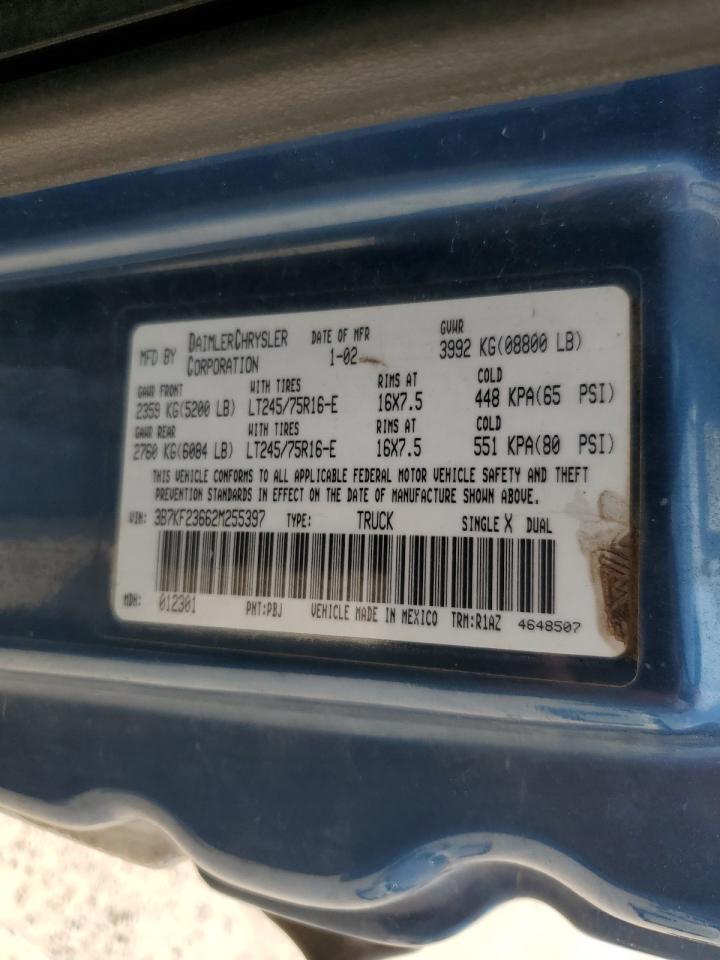 MFD BY DAIMLERCHRYSLER CORPORATION DATE OF MFR 1-02 GVWR 3992 KG(08800 LB)
GAWR FRONT WITH TIRES RIMS AT COLD
2359 KG(5200 LB) LT245/75R16-E 16X7.5 448 KPA(65 PSI)
GAWR REAR WITH TIRES RIMS AT COLD
2760 KG(6084 LB) LT245/75R16-E 16X7.5 551 KPA(80 PSI)
THIS VEHICLE CONFORMS TO ALL APPLICABLE FEDERAL MOTOR VEHICLE SAFETY AND THEFT
PREVENTION STANDARDS IN EFFECT ON THE DATE OF MANUFACTURE SHOWN ABOVE.
VIN: 3B7KF23662M255397 TYPE: TRUCK SINGLE X DUAL
MDH: 012301 PNT:PBJ VEHICLE MADE IN MEXICO TRM:R1AZ 4648507